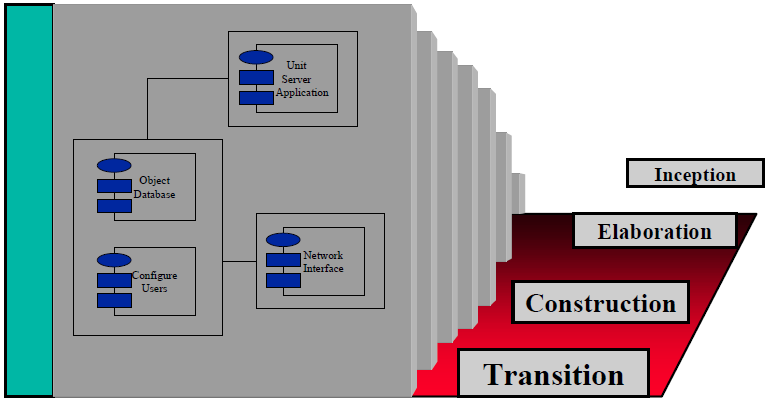 Unit
Server
Application
Object
Database
Configure
Users
Network
Interface
Inception
Elaboration
Construction
Transition